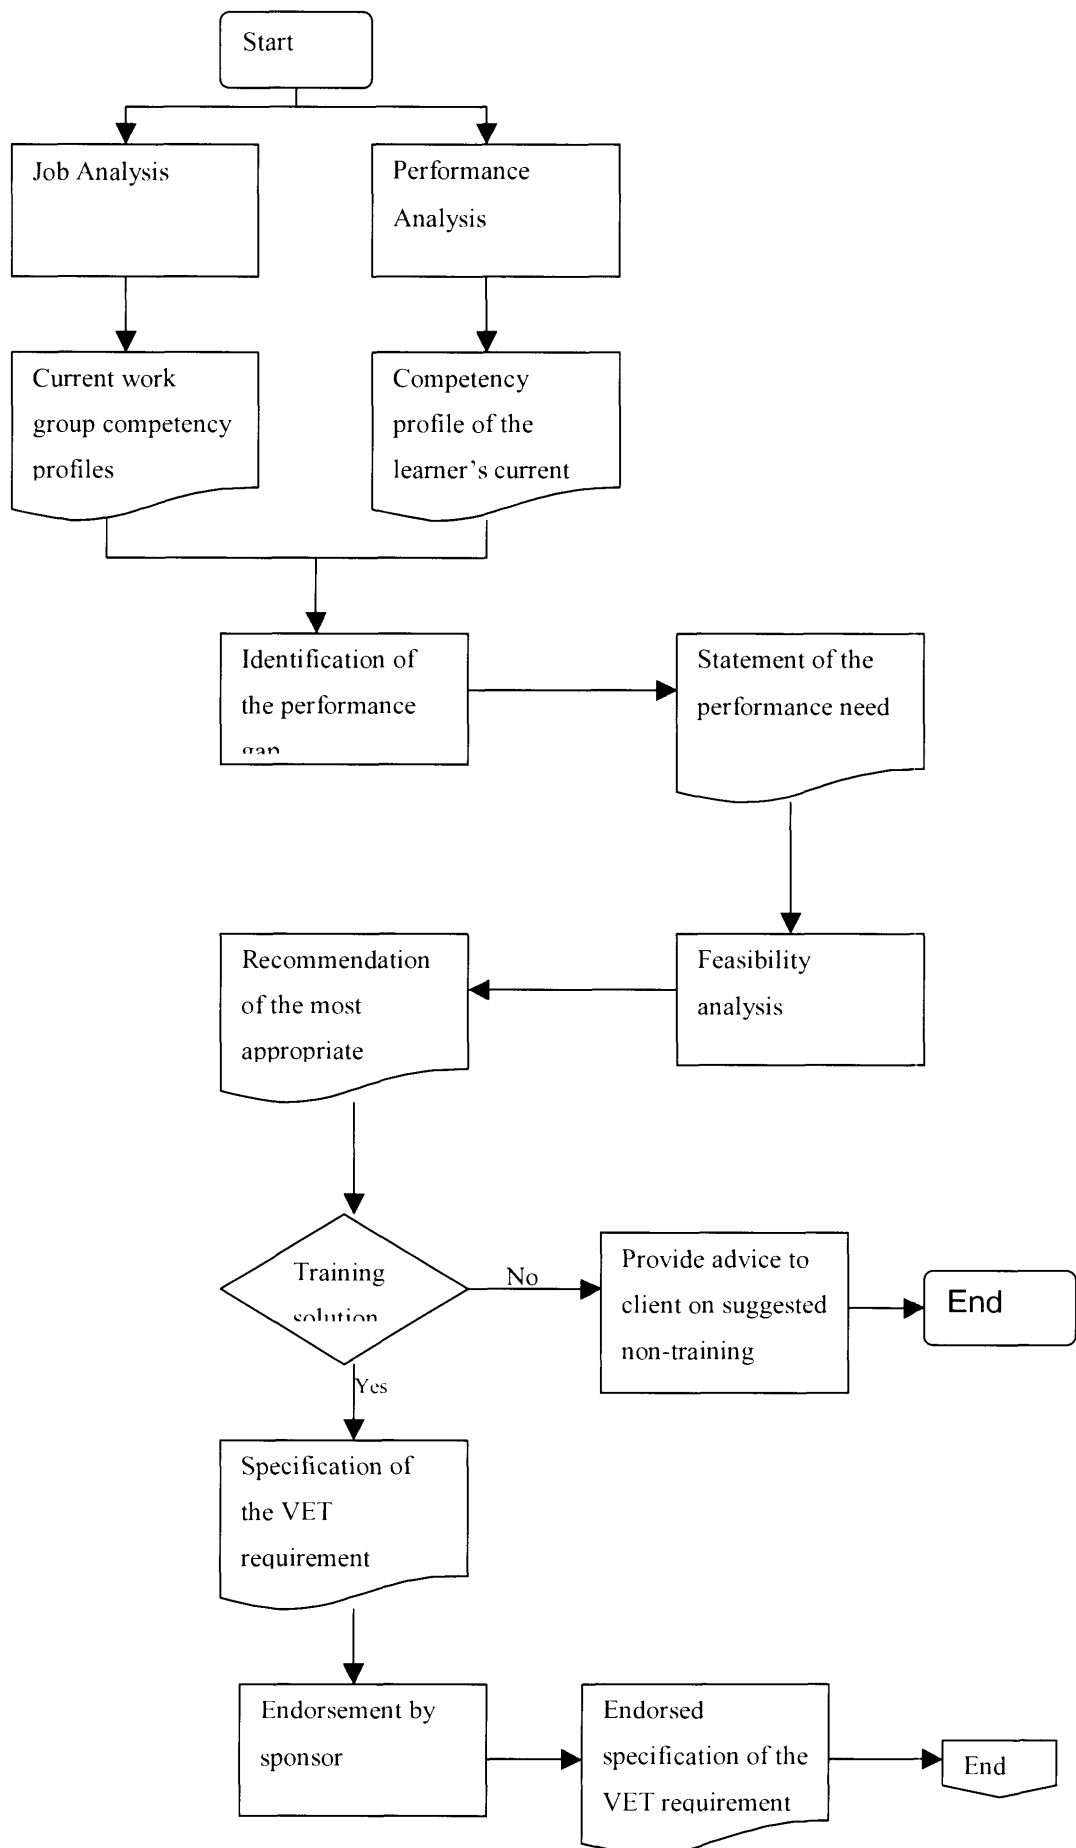 Start
Job Analysis
Performance
Analysis
Current work
group competency
profiles
Competency
profile of the
learner's current
Identification of
the performance
gap
Statement of the
performance need
Recommendation
of the most
appropriate
Feasibility
analysis
Training
solution
No
Provide advice to
client on suggested
non-training
End
Yes
Specification of
the VET
requirement
Endorsement by
sponsor
Endorsed
specification of the
VET requirement
End